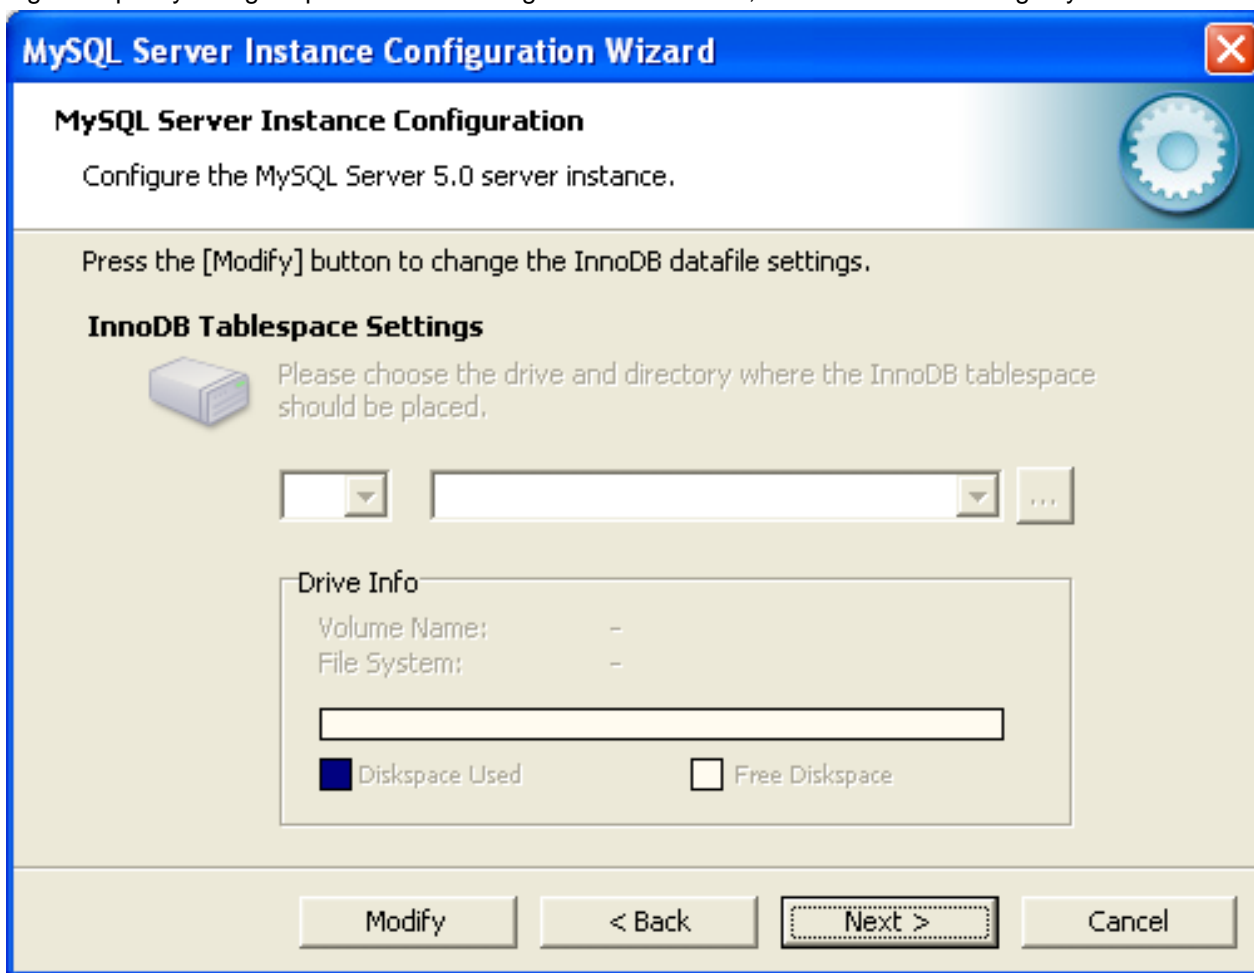 MySQL Server Instance Configuration Wizard
MySQL Server Instance Configuration
Configure the MySQL Server 5.0 server instance.
Press the [Modify] button to change the InnoDB datafile settings.
InnoDB Tablespace Settings
Please choose the drive and directory where the InnoDB tablespace
should be placed.
...
Drive Info
Volume Name: -
File System: -
Diskspace Used Free Diskspace
Modify < Back Next > Cancel